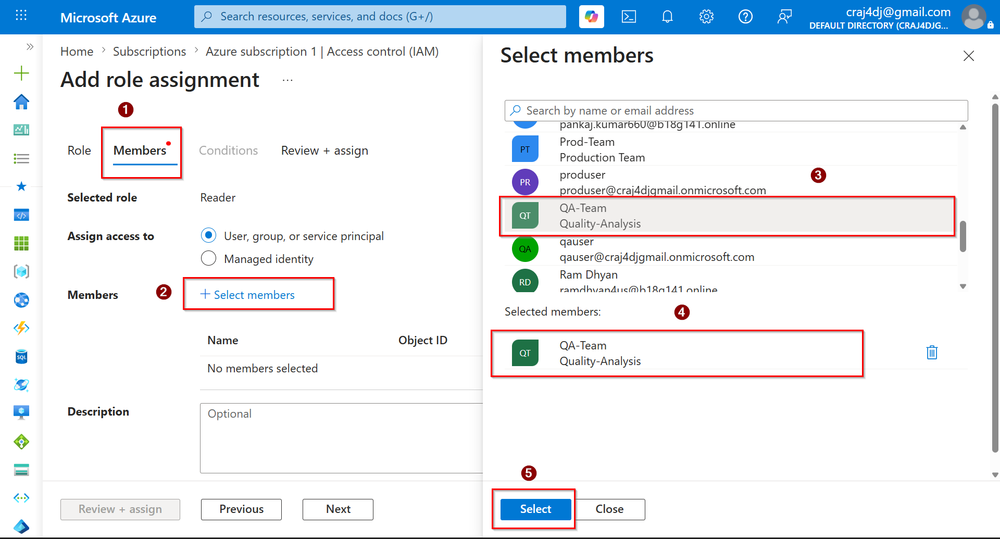 Microsoft Azure
Search resources, services, and docs (G+/)
craj4dj@gmail.com
DEFAULT DIRECTORY (CRAJ4DJG...
Home > Subscriptions > Azure subscription 1 | Access control (IAM)
Add role assignment ...
1
Role
Members
Conditions
Review + assign
Selected role
Reader
Assign access to
User, group, or service principal
Managed identity
Members
2
+ Select members
Name
Object ID
No members selected
Description
Optional
Review + assign
Previous
Next
Select members
Search by name or email address
pankaj.kumar660@b18g141.online
PT
Prod-Team
Production Team
PR
produser
produser@craj4djgmail.onmicrosoft.com
3
QT
QA-Team
Quality-Analysis
QA
qauser
qauser@craj4djgmail.onmicrosoft.com
RD
Ram Dhyan
ramdhyan4us@b18g141.online
Selected members:
4
QT
QA-Team
Quality-Analysis
5
Select
Close
SQL